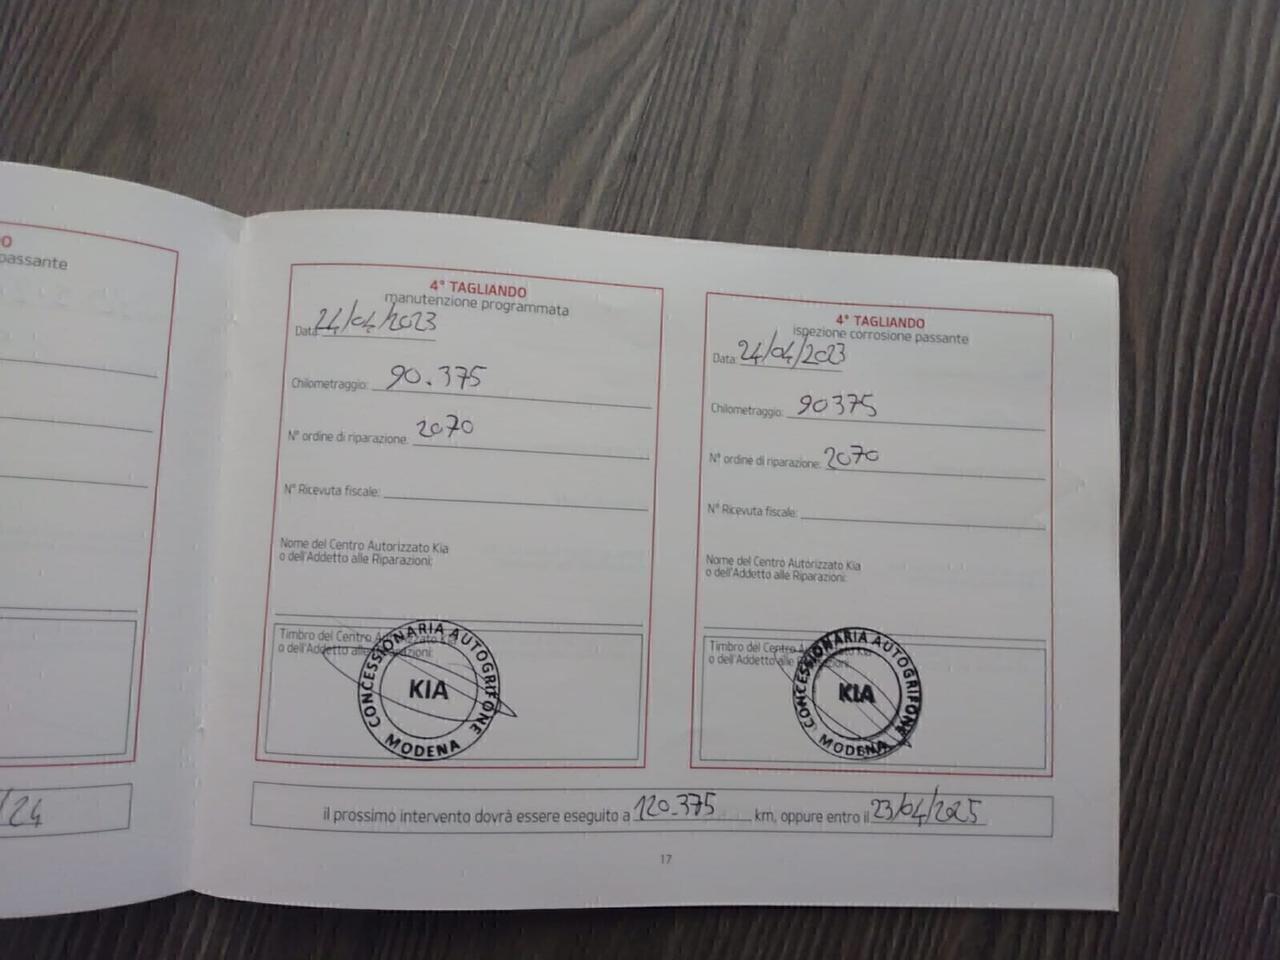 O
passante
/24
4° TAGLIANDO
manutenzione programmata
Data: 24/04/2023
Chilometraggio: 90.375
N° ordine di riparazione: 2070
N° Ricevuta fiscale:
Nome del Centro Autorizzato Kia
o dell'Addetto alle Riparazioni:
Timbro del Centro Autorizzato Kia
o dell'Addetto alle Riparazioni:
CONCESSIONARIA AUTOGRIFONE
KIA
MODENA
4° TAGLIANDO
ispezione corrosione passante
Data: 24/04/2023
Chilometraggio: 90375
N° ordine di riparazione: 2070
N° Ricevuta fiscale:
Nome del Centro Autorizzato Kia
o dell'Addetto alle Riparazioni:
Timbro del Centro Autorizzato Kia
o dell'Addetto alle Riparazioni:
CONCESSIONARIA AUTOGRIFONE
KIA
MODENA
il prossimo intervento dovrà essere eseguito a 120.375 km, oppure entro il 23/04/2025
17